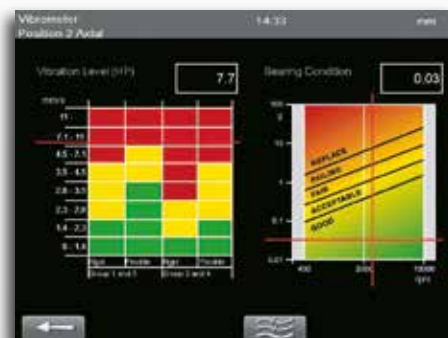 Vibrometer 14:33 mm
Position 2 Axial
Vibration Level (HP) 7.7
Bearing Condition 0.03
mm/s
11 -
7.1 - 11
4.5 - 7.1
3.5 - 4.5
2.8 - 3.5
2.3 - 2.8
1.4 - 2.3
0 - 1.4
Rigid Flexible Rigid Flexible
Group 1 and 3 Group 2 and 4
100
10
1
0.1
0.01
REPLACE
FAILING
FAIR
ACCEPTABLE
GOOD
10000
rpm